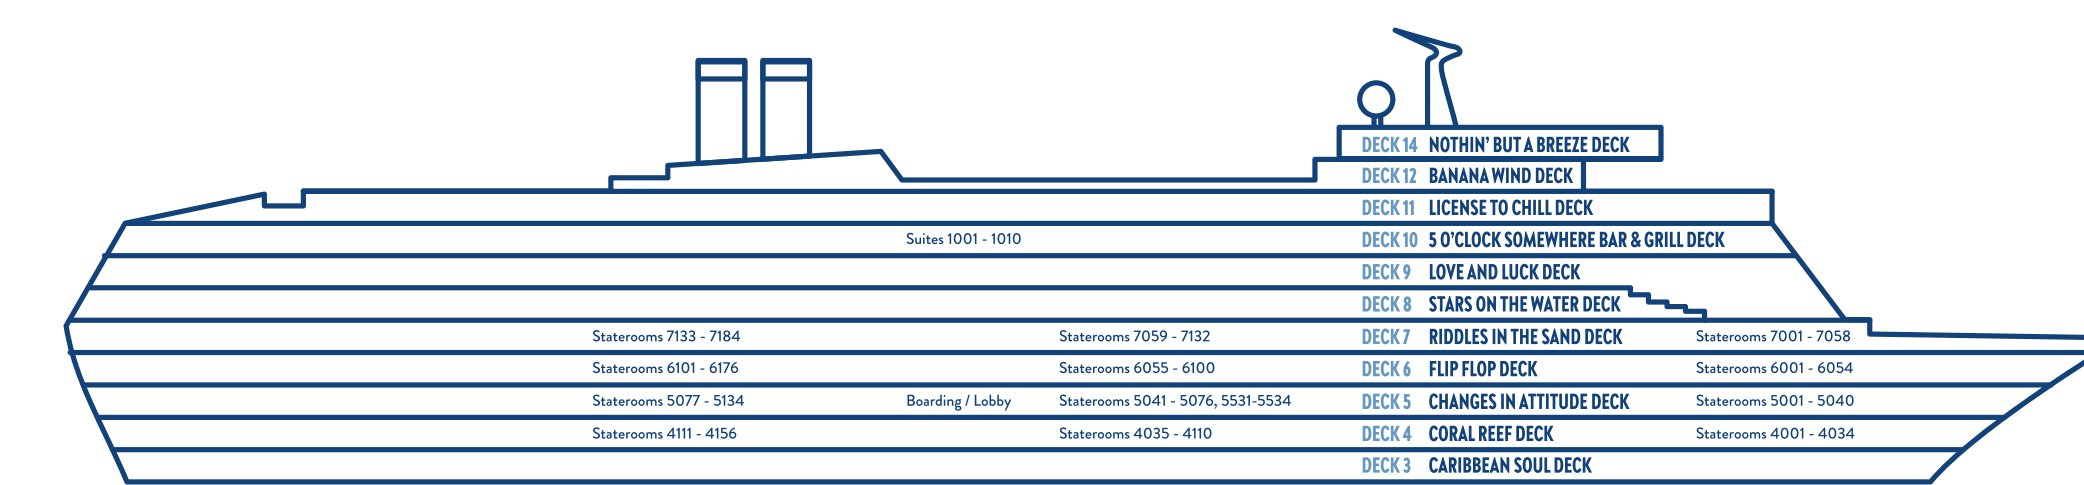 DECK 14 NOTHIN' BUT A BREEZE DECK
DECK 12 BANANA WIND DECK
DECK 11 LICENSE TO CHILL DECK
Suites 1001 - 1010 DECK 10 5 O'CLOCK SOMEWHERE BAR & GRILL DECK
DECK 9 LOVE AND LUCK DECK
DECK 8 STARS ON THE WATER DECK
Staterooms 7133 - 7184 Staterooms 7059 - 7132 DECK 7 RIDDLES IN THE SAND DECK Staterooms 7001 - 7058
Staterooms 6101 - 6176 Staterooms 6055 - 6100 DECK 6 FLIP FLOP DECK Staterooms 6001 - 6054
Staterooms 5077 - 5134 Boarding / Lobby Staterooms 5041 - 5076, 5531-5534 DECK 5 CHANGES IN ATTITUDE DECK Staterooms 5001 - 5040
Staterooms 4111 - 4156 Staterooms 4035 - 4110 DECK 4 CORAL REEF DECK Staterooms 4001 - 4034
DECK 3 CARIBBEAN SOUL DECK